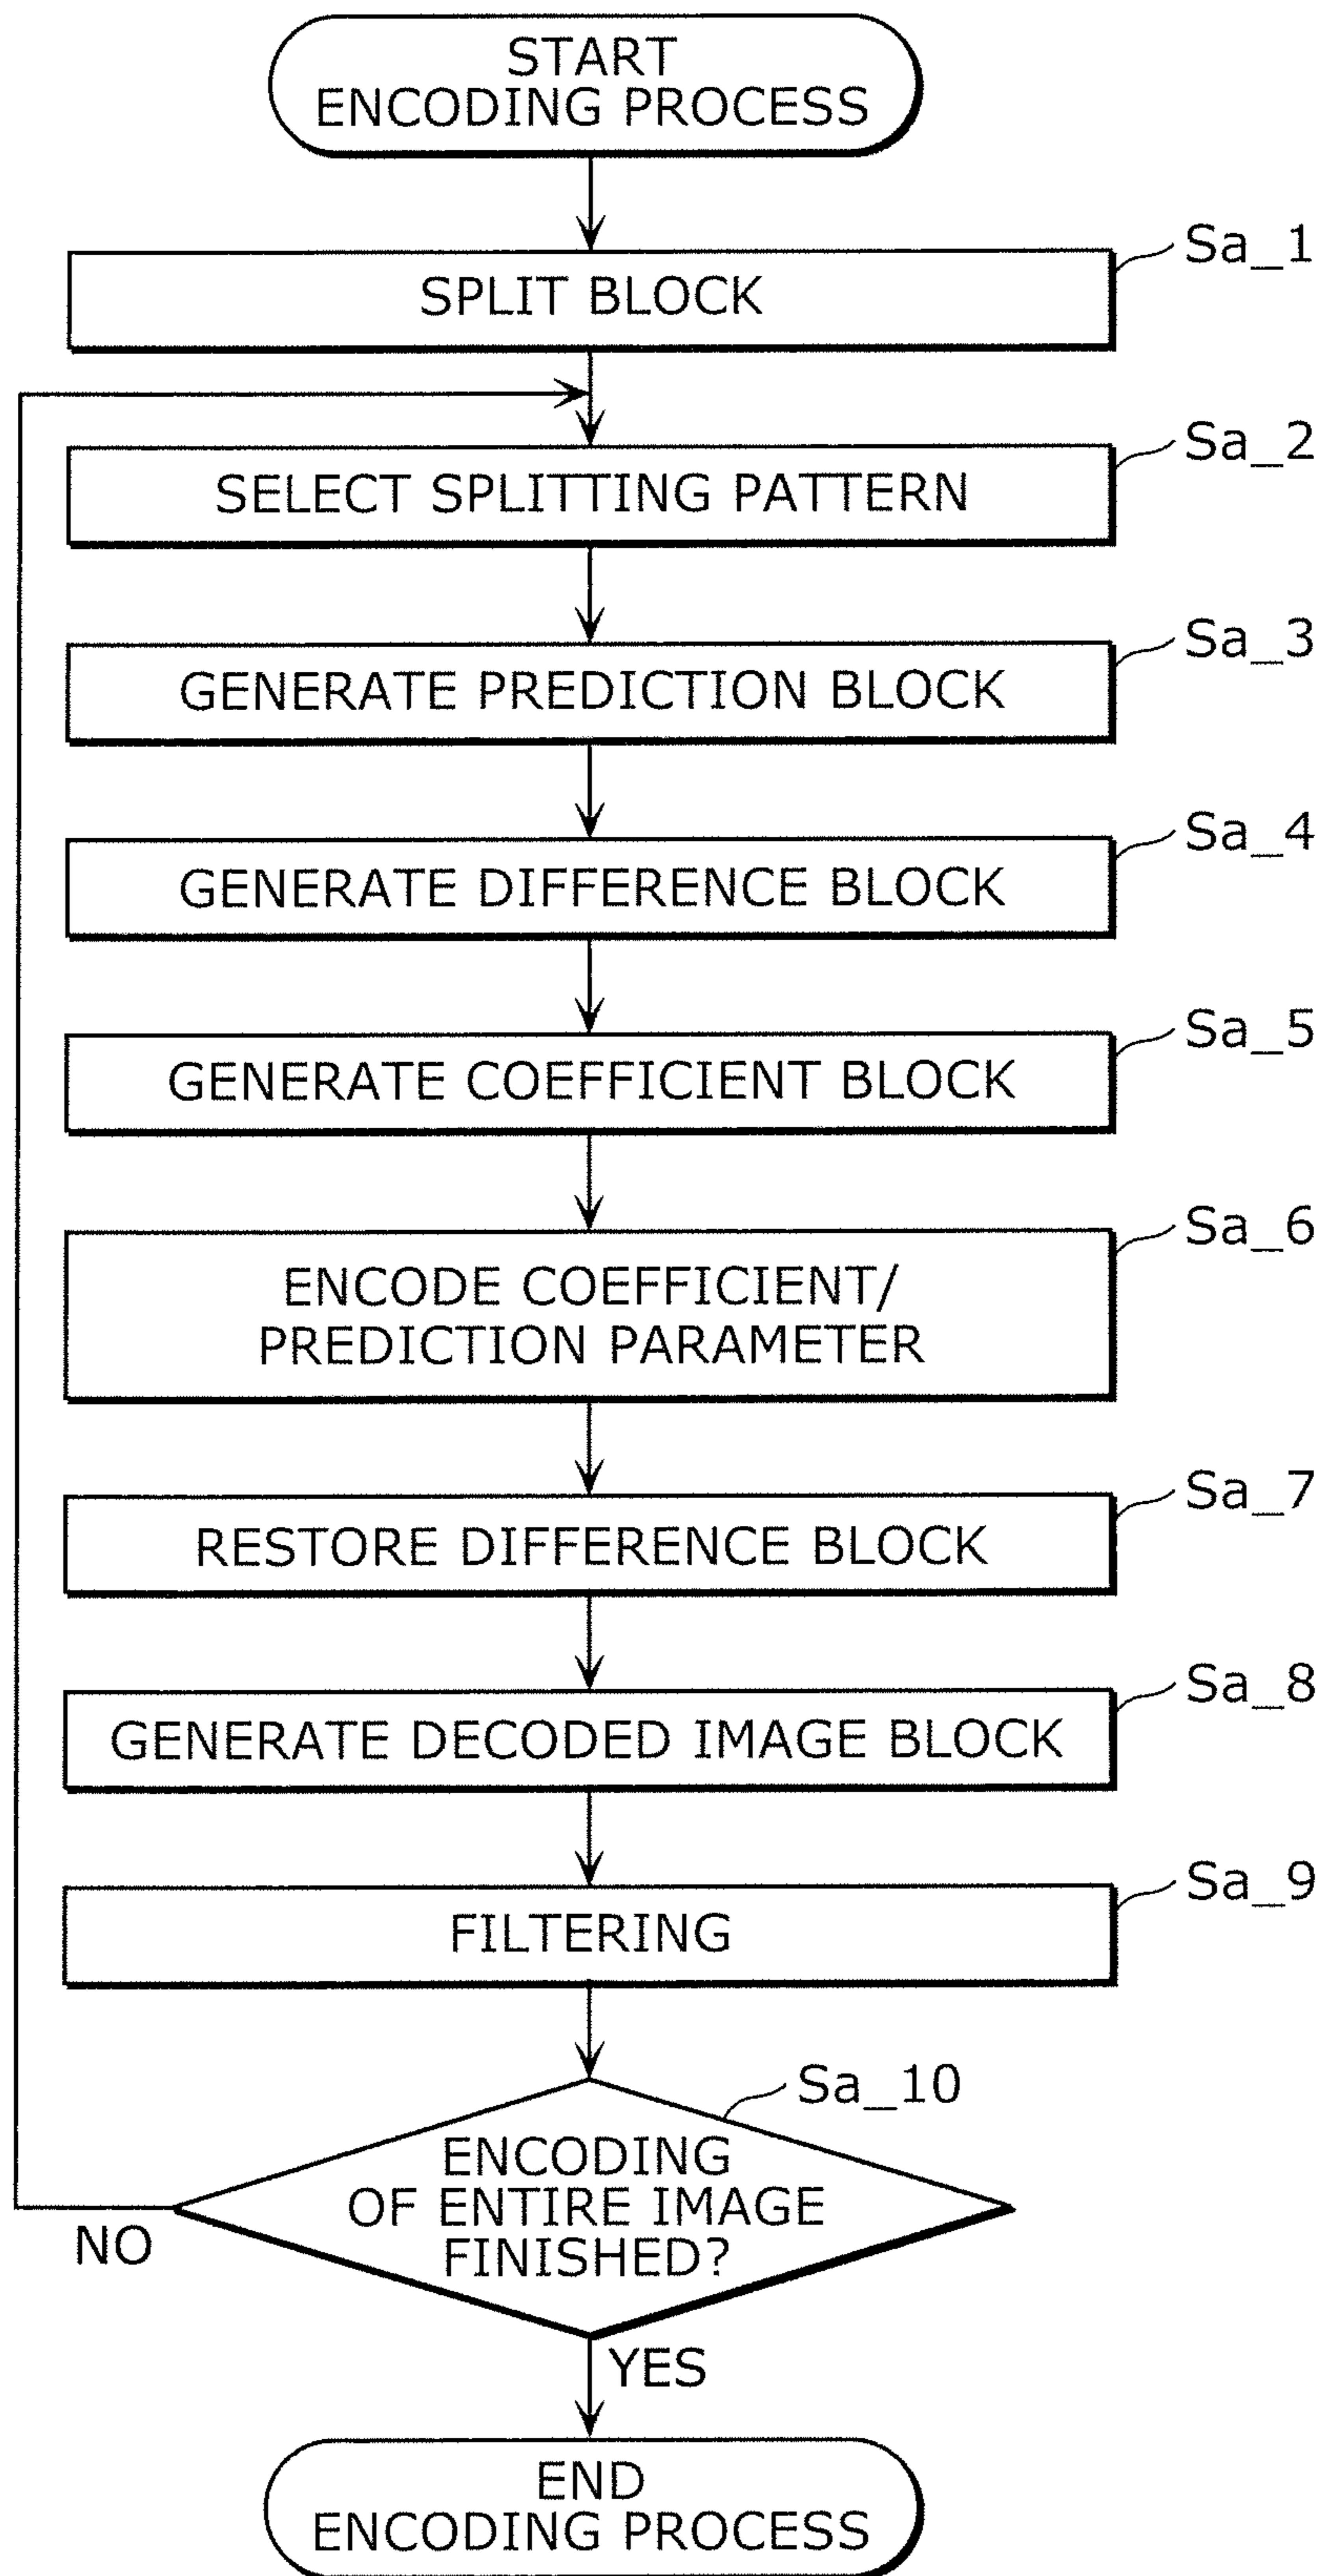 START
ENCODING PROCESS
Sa_1
SPLIT BLOCK
Sa_2
SELECT SPLITTING PATTERN
Sa_3
GENERATE PREDICTION BLOCK
Sa_4
GENERATE DIFFERENCE BLOCK
Sa_5
GENERATE COEFFICIENT BLOCK
Sa_6
ENCODE COEFFICIENT/
PREDICTION PARAMETER
Sa_7
RESTORE DIFFERENCE BLOCK
Sa_8
GENERATE DECODED IMAGE BLOCK
Sa_9
FILTERING
Sa_10
ENCODING
OF ENTIRE IMAGE
FINISHED?
NO
YES
END
ENCODING PROCESS